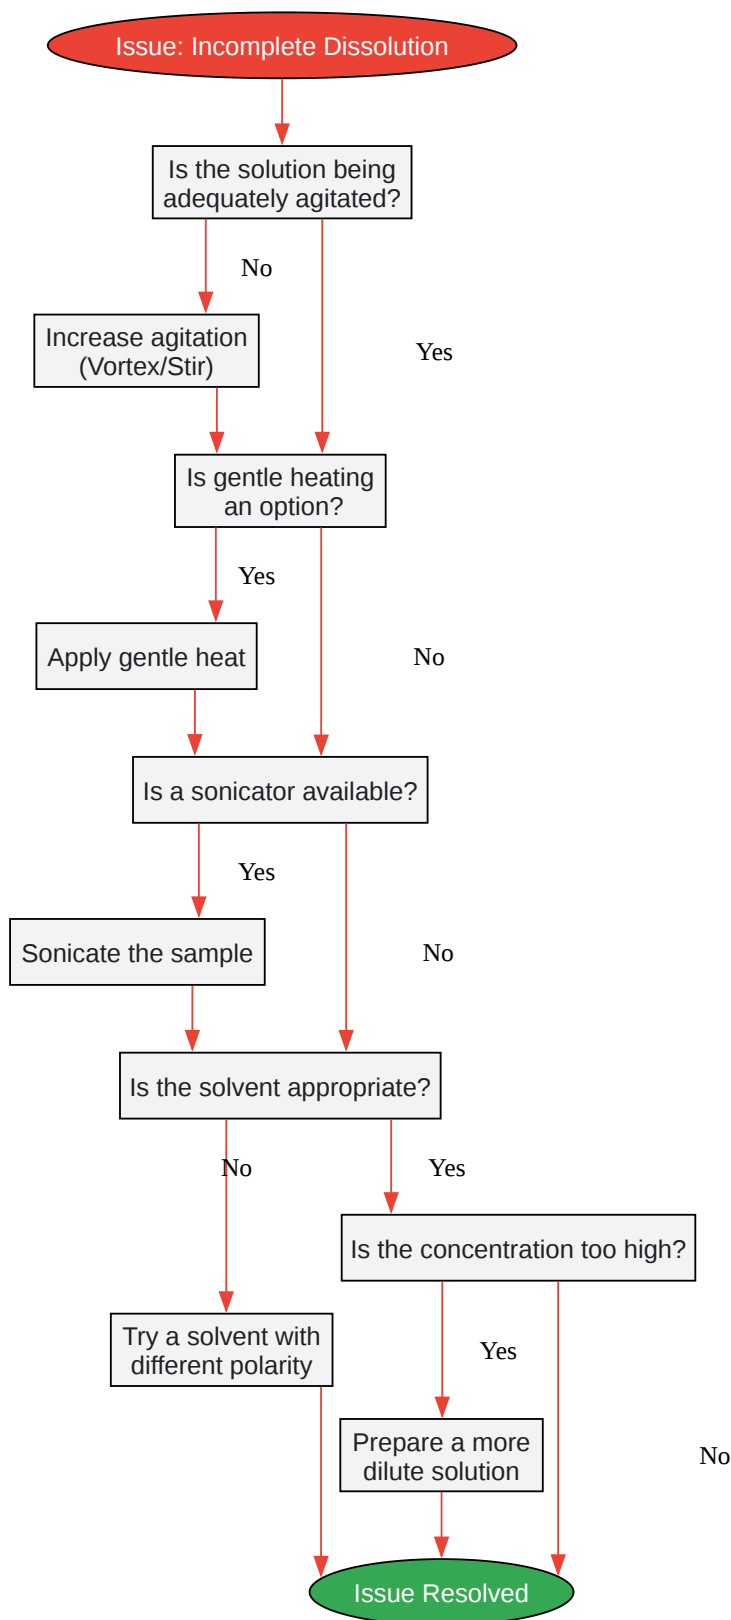 Issue: Incomplete Dissolution
Is the solution being
adequately agitated?
No
Increase agitation
(Vortex/Stir)
Yes
Is gentle heating
an option?
Yes
Apply gentle heat
No
Is a sonicator available?
Yes
Sonicate the sample
No
Is the solvent appropriate?
No
Yes
Is the concentration too high?
Try a solvent with
different polarity
Yes
Prepare a more
dilute solution
No
Issue Resolved